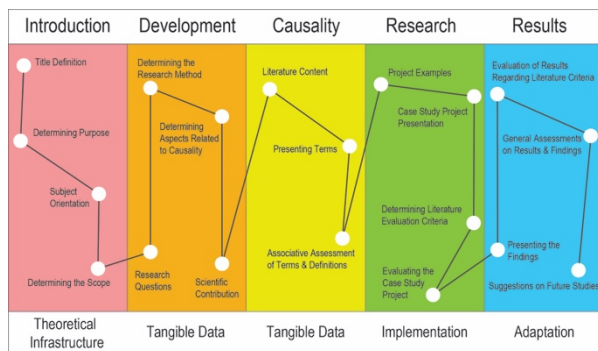 Introduction
Development
Causality
Research
Results
Title Definition
Determining Purpose
Subject
Orientation
Determining the Scope
Determining the
Research Method
Determining
Aspects Related
to Causality
Research
Questions
Scientific
Contribution
Literature Content
Presenting Terms
Associative Assessment
of Terms & Definitions
Project Examples
Case Study Project
Presentation
Determining Literature
Evaluation Criteria
Evaluating the
Case Study
Project
Evaluation of Results
Regarding Literature Criteria
General Assessments
on Results & Findings
Presenting the
Findings
Suggestions on Future Studies
Theoretical
Infrastructure
Tangible Data
Tangible Data
Implementation
Adaptation